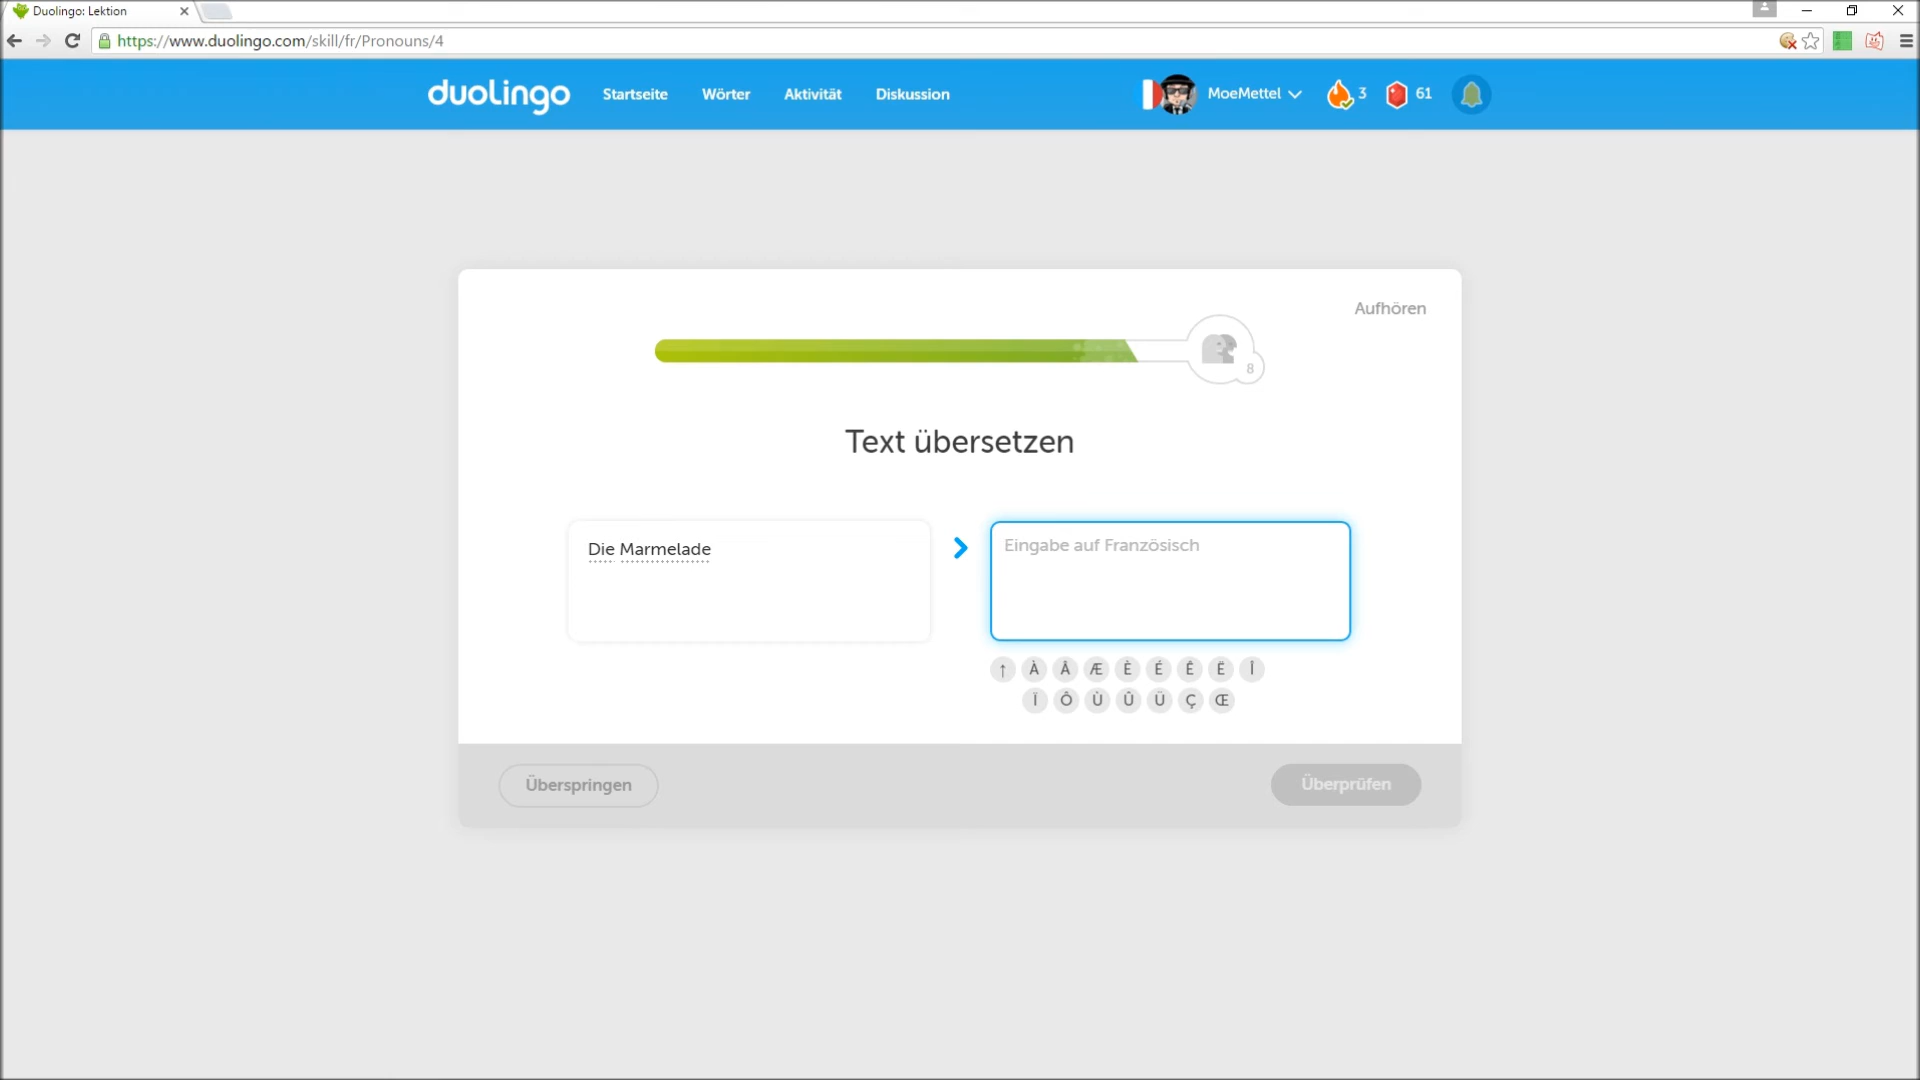 Duolingo: Lektion
https://www.duolingo.com/skill/fr/Pronouns/4
duolingo
Startseite
Wörter
Aktivität
Diskussion
MoeMettel
3
61
Aufhören
8
Text übersetzen
Die Marmelade
Eingabe auf Französisch
↑ À Â Æ È É Ê Ë Î
Ï Ô Ù Û Ü Ç Œ
Überspringen
Überprüfen